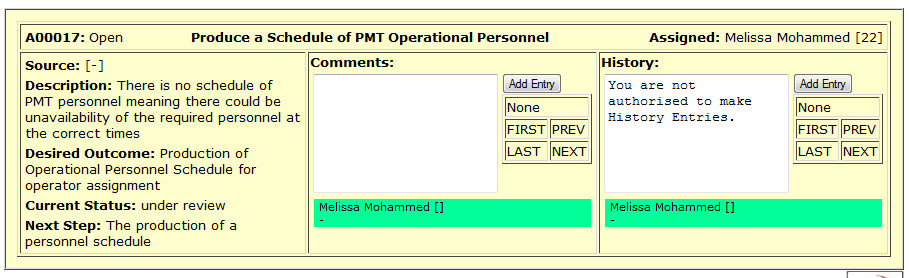 A00017: Open Produce a Schedule of PMT Operational Personnel Assigned: Melissa Mohammed [22]
Source: [-]
Description: There is no schedule of
PMT personnel meaning there could be
unavailability of the required personnel at
the correct times
Desired Outcome: Production of
Operational Personnel Schedule for
operator assignment
Current Status: under review
Next Step: The production of a
personnel schedule
Comments:
Add Entry
None
FIRST PREV
LAST NEXT
Melissa Mohammed []
-
History:
You are not
authorised to make
History Entries.
Add Entry
None
FIRST PREV
LAST NEXT
Melissa Mohammed []
-